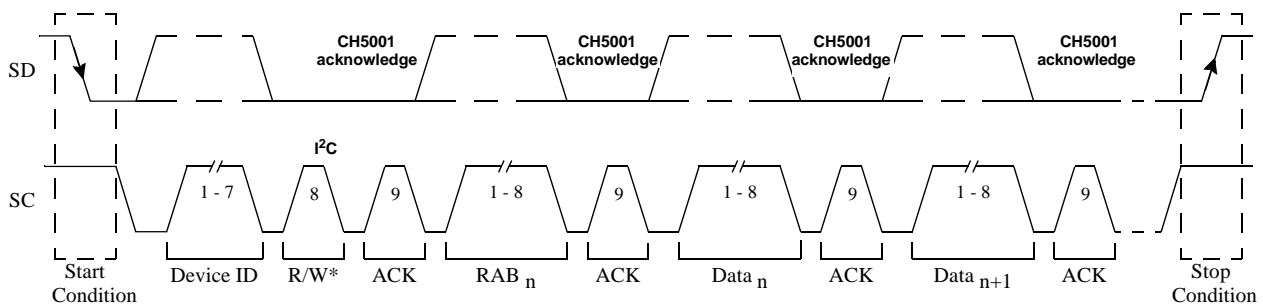 CH5001 acknowledge
CH5001 acknowledge
CH5001 acknowledge
CH5001 acknowledge
SD
I²C
SC
1 - 7
8
9
1 - 8
9
1 - 8
9
1 - 8
9
Start Condition
Device ID
R/W*
ACK
RAB n
ACK
Data n
ACK
Data n+1
ACK
Stop Condition